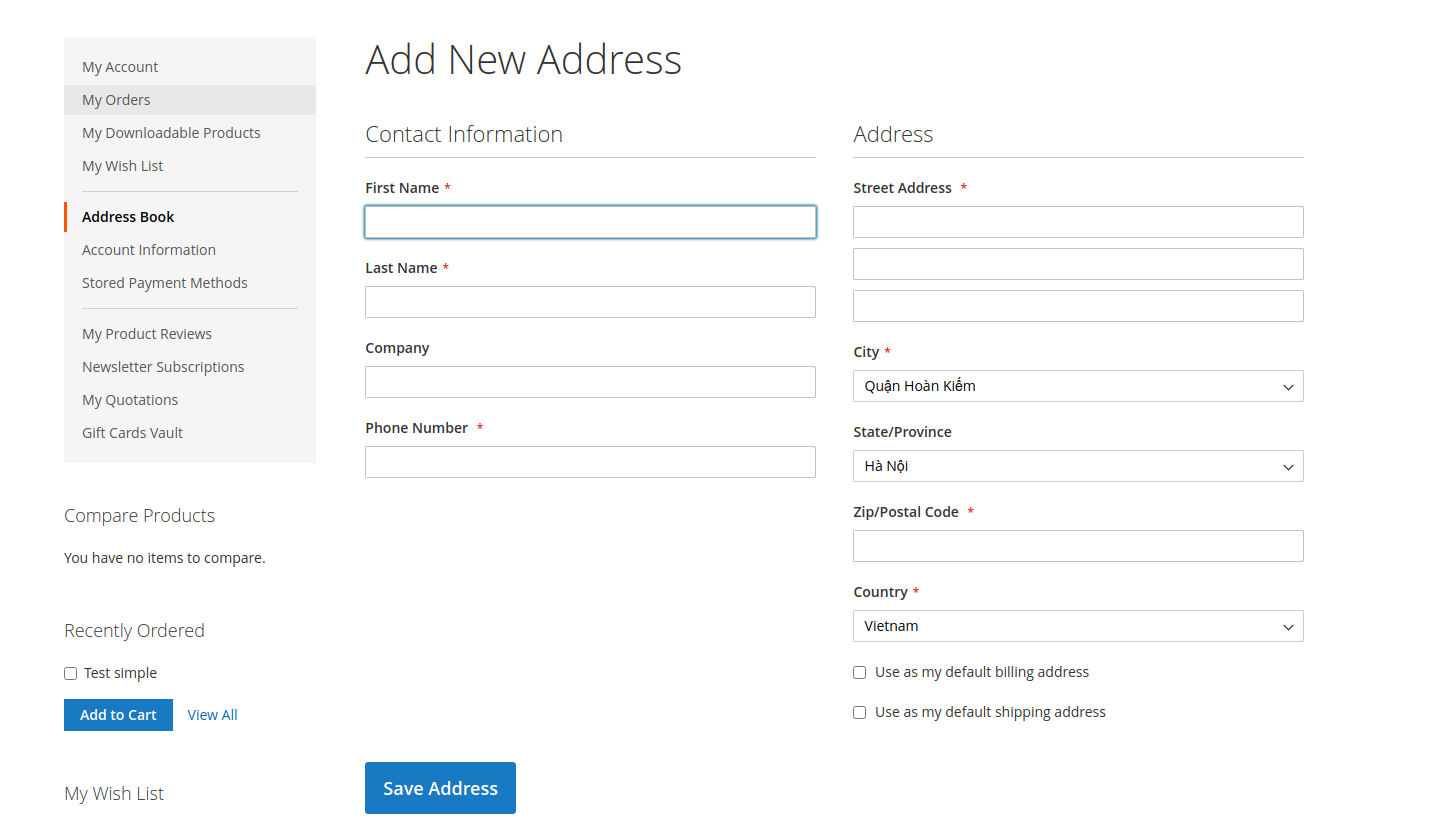 My Account
My Orders
My Downloadable Products
My Wish List
Address Book
Account Information
Stored Payment Methods
My Product Reviews
Newsletter Subscriptions
My Quotations
Gift Cards Vault
Compare Products
You have no items to compare.
Recently Ordered
Test simple
Add to Cart View All
My Wish List
Add New Address
Contact Information
First Name *
Last Name *
Company
Phone Number *
Address
Street Address *
City *
Quận Hoàn Kiếm
State/Province
Hà Nội
Zip/Postal Code *
Country *
Vietnam
Use as my default billing address
Use as my default shipping address
Save Address